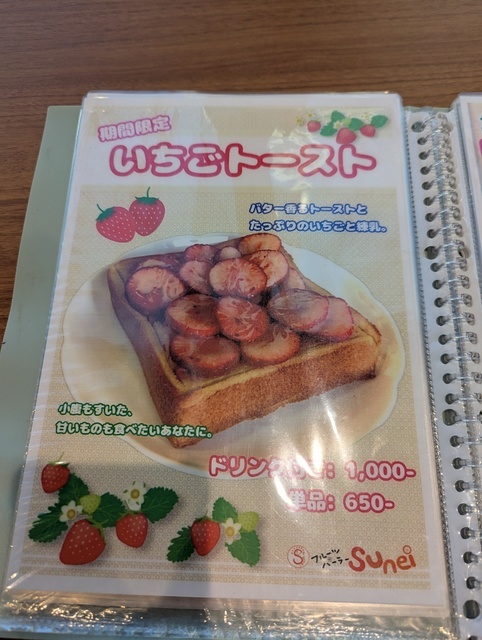 期間限定
いちごトースト
バター香るトーストと
たっぷりのいちごと練乳。
小腹もすいた、
甘いものも食べたいあなたに。
ドリンク付き: 1,000-
単品: 650-
S フルーツパーラー Sunei